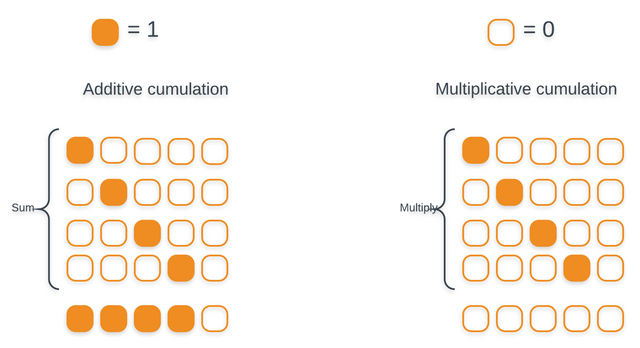 = 1
= 0
Additive cumulation
Multiplicative cumulation
Sum
Multiply